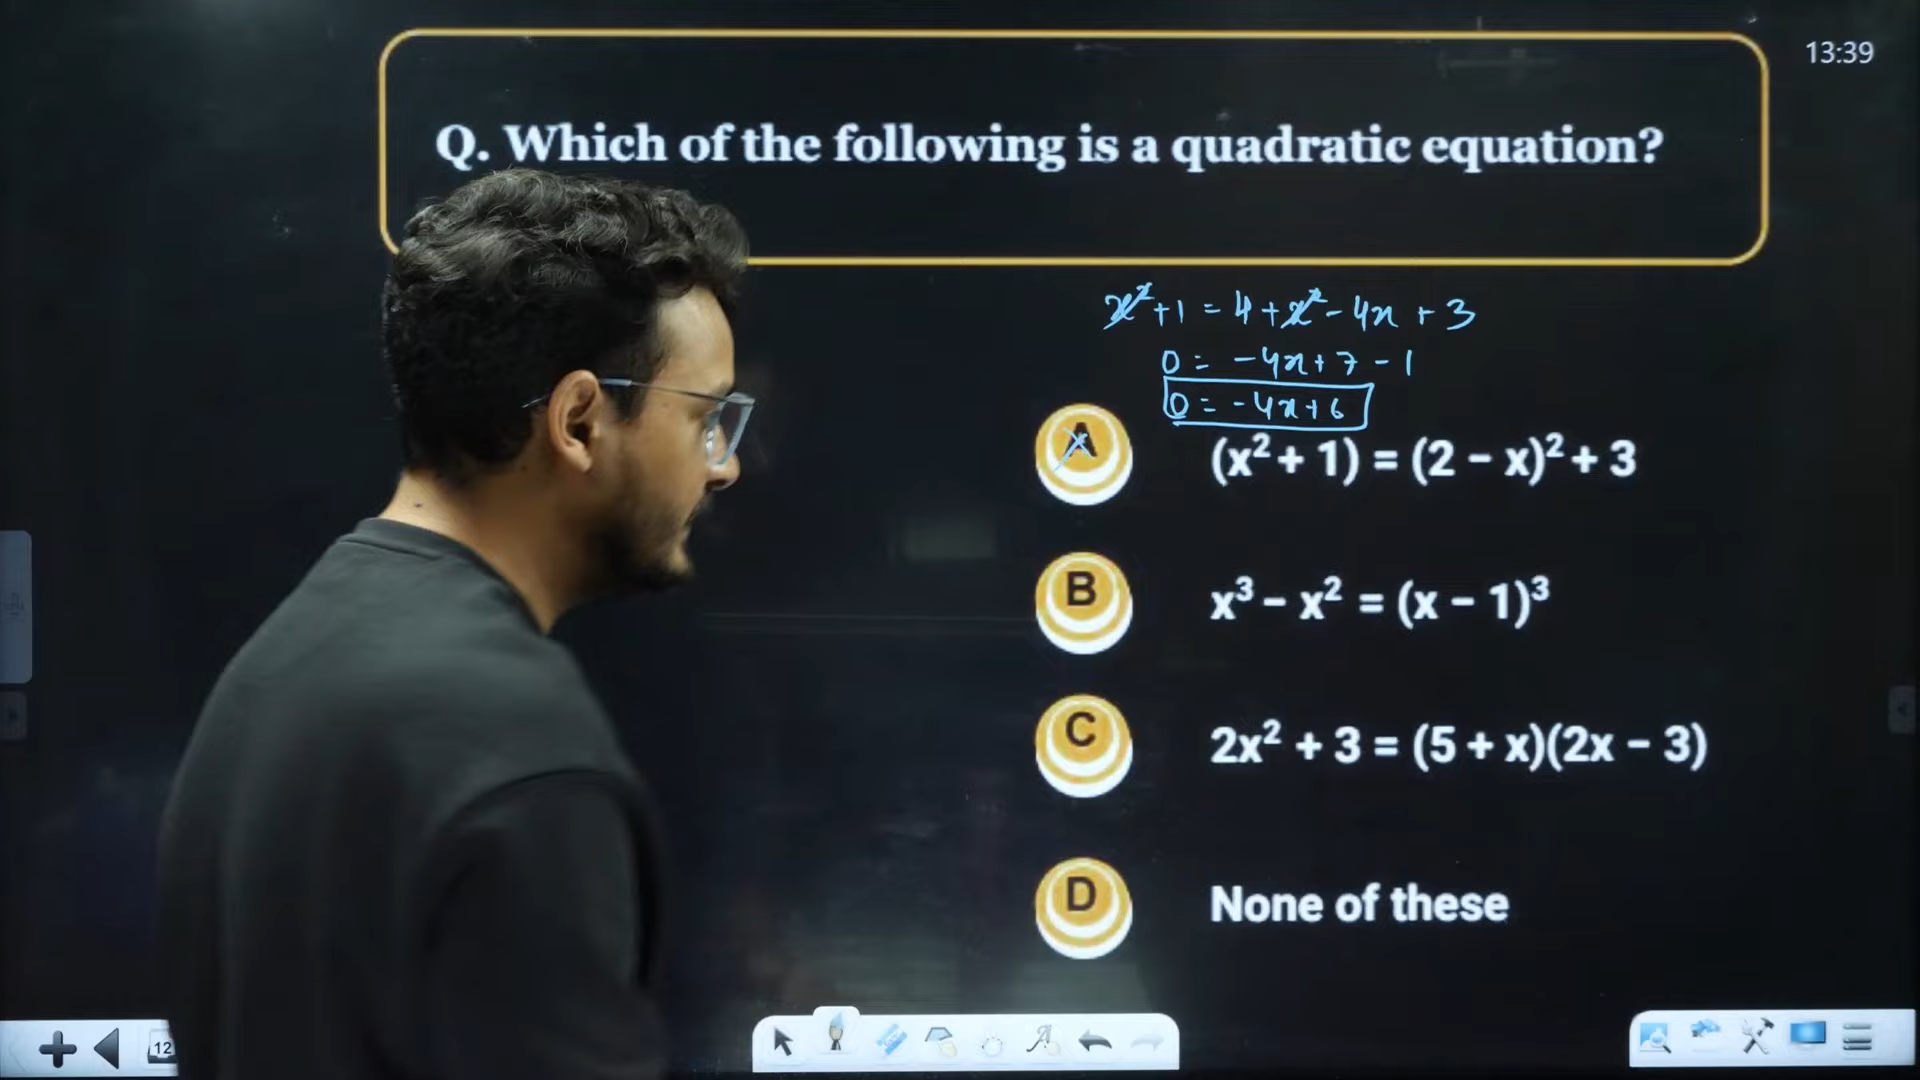 13:39
Q. Which of the following is a quadratic equation?
x² + 1 = 4 + x² - 4x + 3
0 = -4x + 7 - 1
0 = -4x + 6
A (x² + 1) = (2 - x)² + 3
B x³ - x² = (x - 1)³
C 2x² + 3 = (5 + x)(2x - 3)
D None of these
12